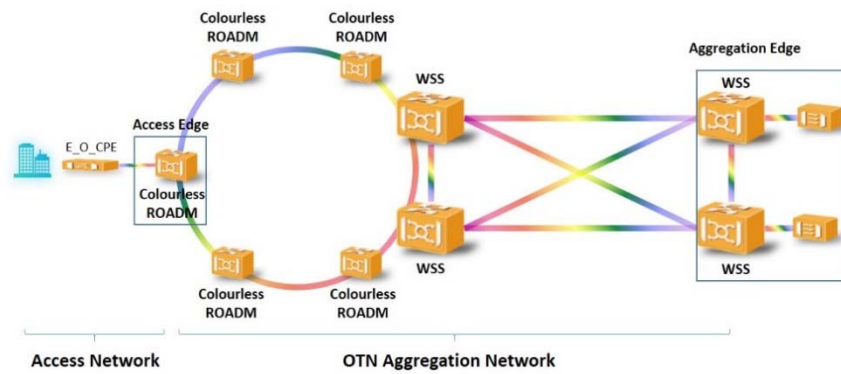 Colourless
ROADM
Colourless
ROADM
WSS
Aggregation Edge
WSS
Access Edge
E_O_CPE
Colourless
ROADM
WSS
WSS
Colourless
ROADM
Colourless
ROADM
Access Network
OTN Aggregation Network